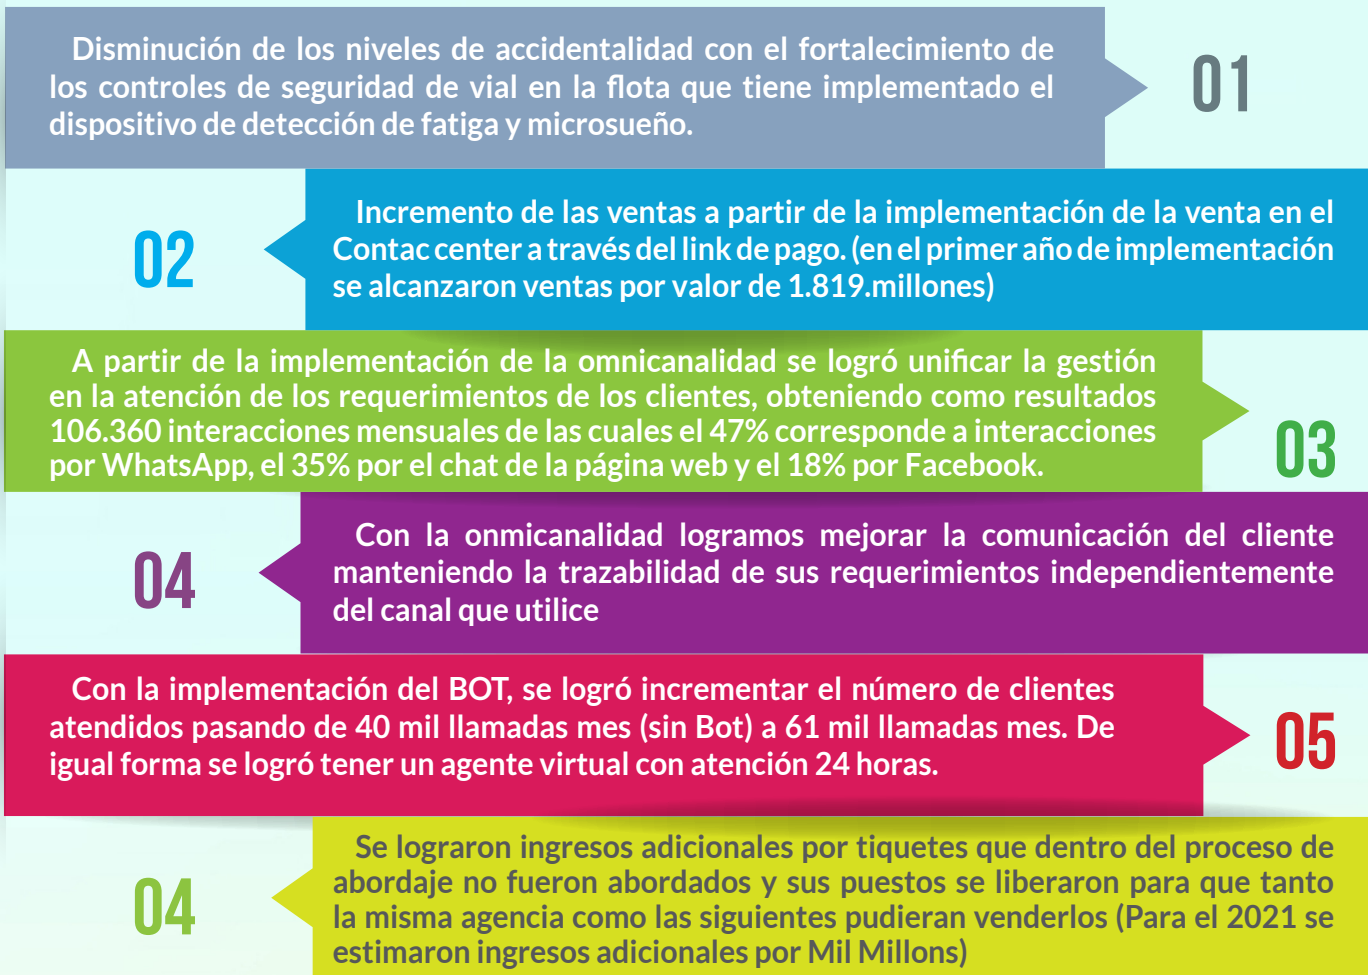 Disminución de los niveles de accidentalidad con el fortalecimiento de
los controles de seguridad de vial en la flota que tiene implementado el
dispositivo de detección de fatiga y microsueño.
01
02
Incremento de las ventas a partir de la implementación de la venta en el
Contac center a través del link de pago. (en el primer año de implementación
se alcanzaron ventas por valor de 1.819.millones)
A partir de la implementación de la omnicanalidad se logró unificar la gestión
en la atención de los requerimientos de los clientes, obteniendo como resultados
106.360 interacciones mensuales de las cuales el 47% corresponde a interacciones
por WhatsApp, el 35% por el chat de la página web y el 18% por Facebook.
03
04
Con la onmicanalidad logramos mejorar la comunicación del cliente
manteniendo la trazabilidad de sus requerimientos independientemente
del canal que utilice
Con la implementación del BOT, se logró incrementar el número de clientes
atendidos pasando de 40 mil llamadas mes (sin Bot) a 61 mil llamadas mes. De
igual forma se logró tener un agente virtual con atención 24 horas.
05
04
Se lograron ingresos adicionales por tiquetes que dentro del proceso de
abordaje no fueron abordados y sus puestos se liberaron para que tanto
la misma agencia como las siguientes pudieran venderlos (Para el 2021 se
estimaron ingresos adicionales por Mil Millons)